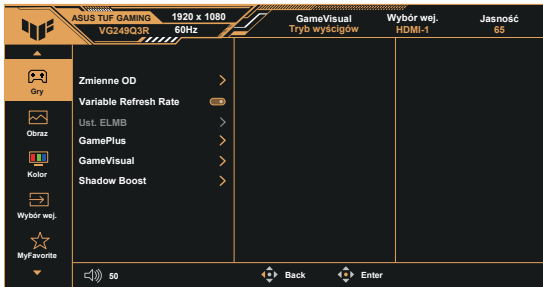 ASUS TUF GAMING 1920 x 1080
VG249Q3R 60Hz
GameVisual
Tryb wyścigów
Wybór wej.
HDMI-1
Jasność
65
Gry
Obraz
Kolor
Wybór wej.
MyFavorite
Zmienne OD
Variable Refresh Rate
Ust. ELMB
GamePlus
GameVisual
Shadow Boost
50
Back
Enter